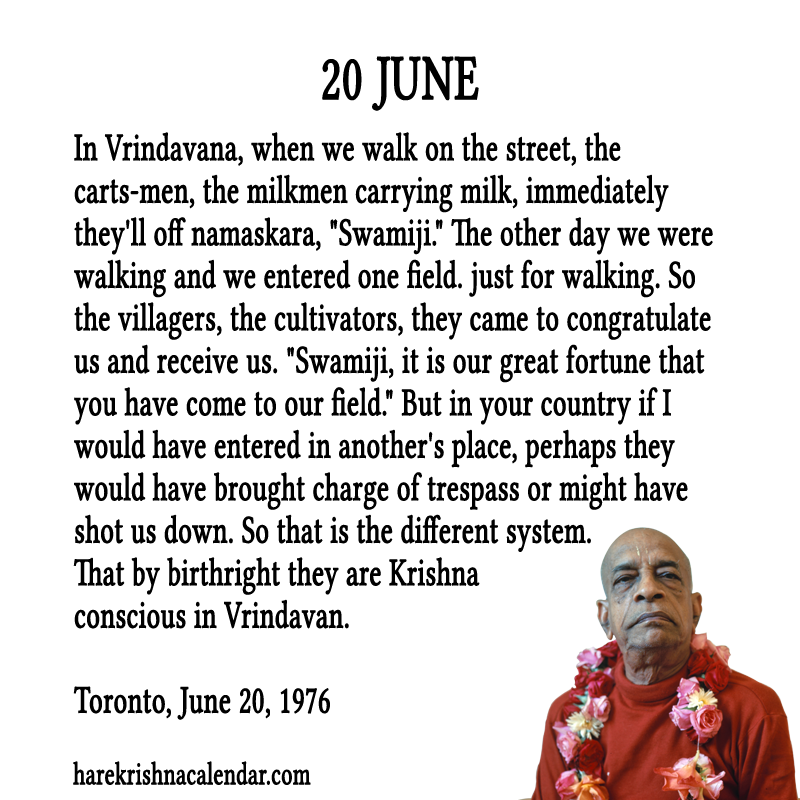 20 JUNE
In Vrindavana, when we walk on the street, the
carts-men, the milkmen carrying milk, immediately
they'll off namaskara, "Swamiji." The other day we were
walking and we entered one field. just for walking. So
the villagers, the cultivators, they came to congratulate
us and receive us. "Swamiji, it is our great fortune that
you have come to our field." But in your country if I
would have entered in another's place, perhaps they
would have brought charge of trespass or might have
shot us down. So that is the different system.
That by birthright they are Krishna
conscious in Vrindavan.
Toronto, June 20, 1976
harekrishnacalendar.com